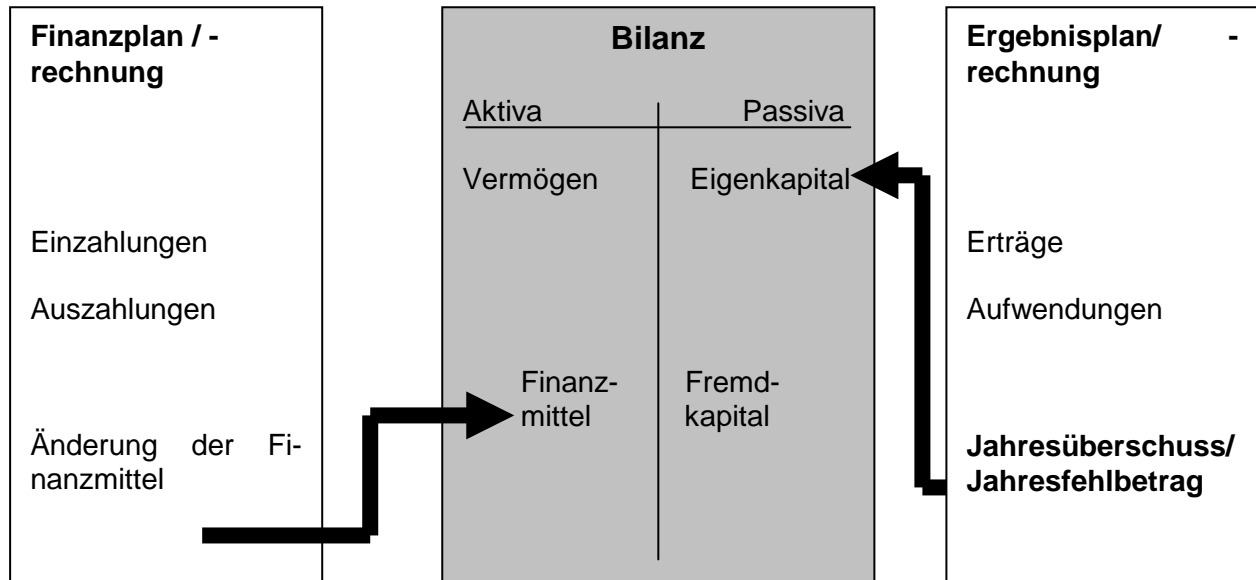 Finanzplan / -
rechnung
Einzahlungen
Auszahlungen
Änderung der Fi-
nanzmittel
Bilanz
Aktiva Passiva
Vermögen Eigenkapital
Finanz- Fremd-
mittel kapital
Ergebnisplan/ -
rechnung
Erträge
Aufwendungen
Jahresüberschuss/
Jahresfehlbetrag